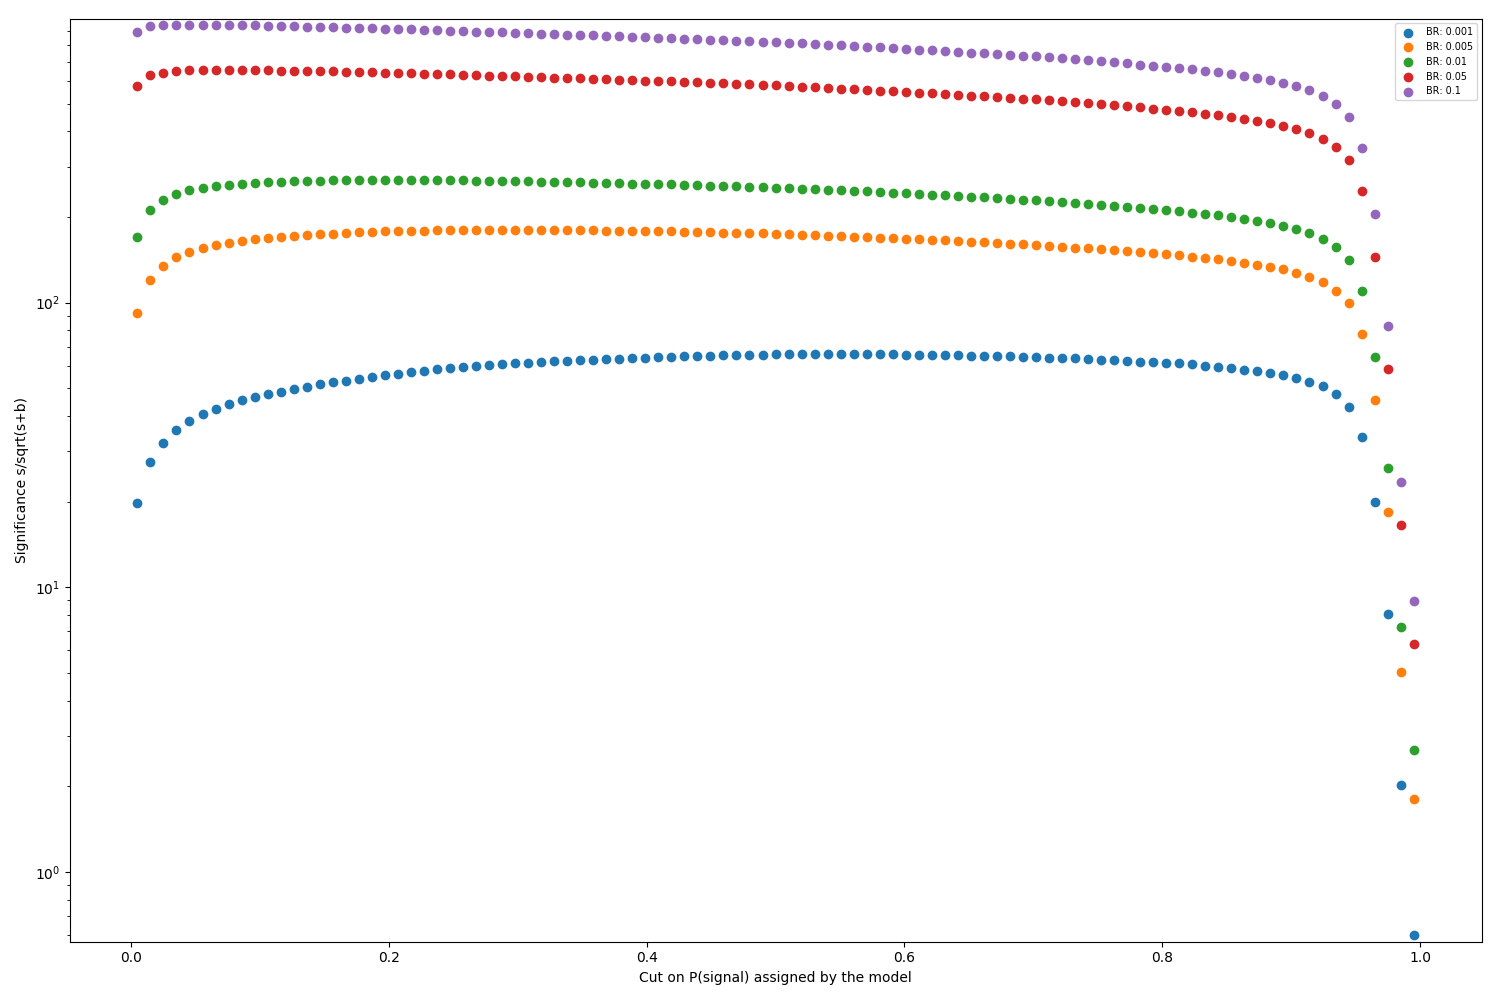 BR: 0.001
BR: 0.005
BR: 0.01
BR: 0.05
BR: 0.1
Significance s/sqrt(s+b)
10²
10¹
10⁰
0.0 0.2 0.4 0.6 0.8 1.0
Cut on P(signal) assigned by the model